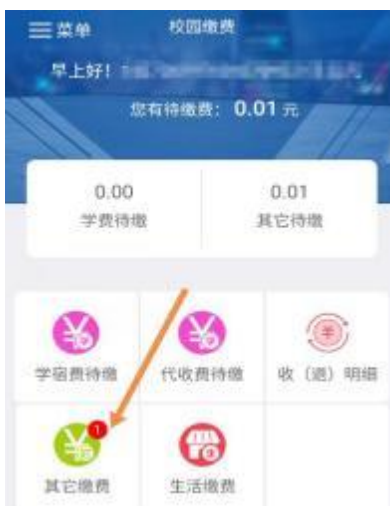 菜单 校园缴费
早上好！
您有待缴费：0.01 元
0.00 0.01
学费待缴 其它待缴
学宿费待缴 代收费待缴 收（退）明细
1
其它缴费 生活缴费